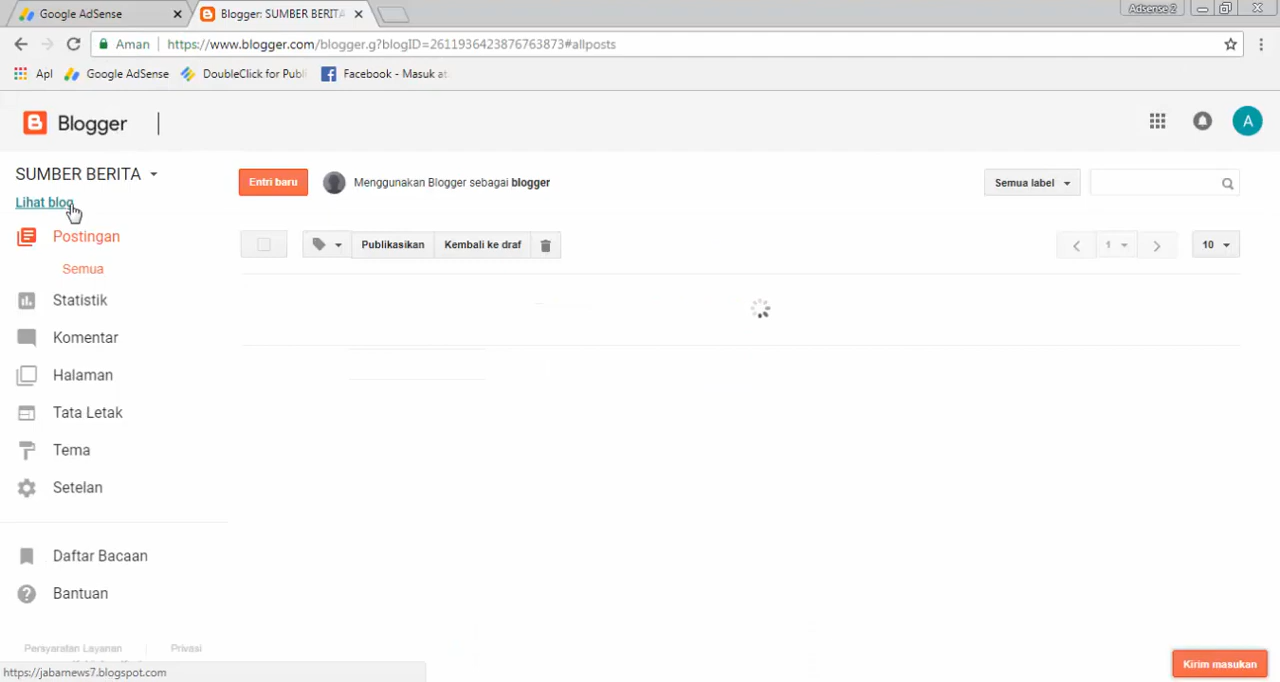 Google AdSense
Blogger: SUMBER BERITA
Adsense 2
Aman
https://www.blogger.com/blogger.g?blogID=2611936423876763873#allposts
Apl
Google AdSense
DoubleClick for Publi
Facebook - Masuk at
Blogger
A
SUMBER BERITA
Entri baru
Menggunakan Blogger sebagai blogger
Semua label
Lihat blog
Postingan
Publikasikan
Kembali ke draf
1
10
Semua
Statistik
Komentar
Halaman
Tata Letak
Tema
Setelan
Daftar Bacaan
Bantuan
Persyaratan Layanan
Privasi
https://jabarnews7.blogspot.com
Kirim masukan